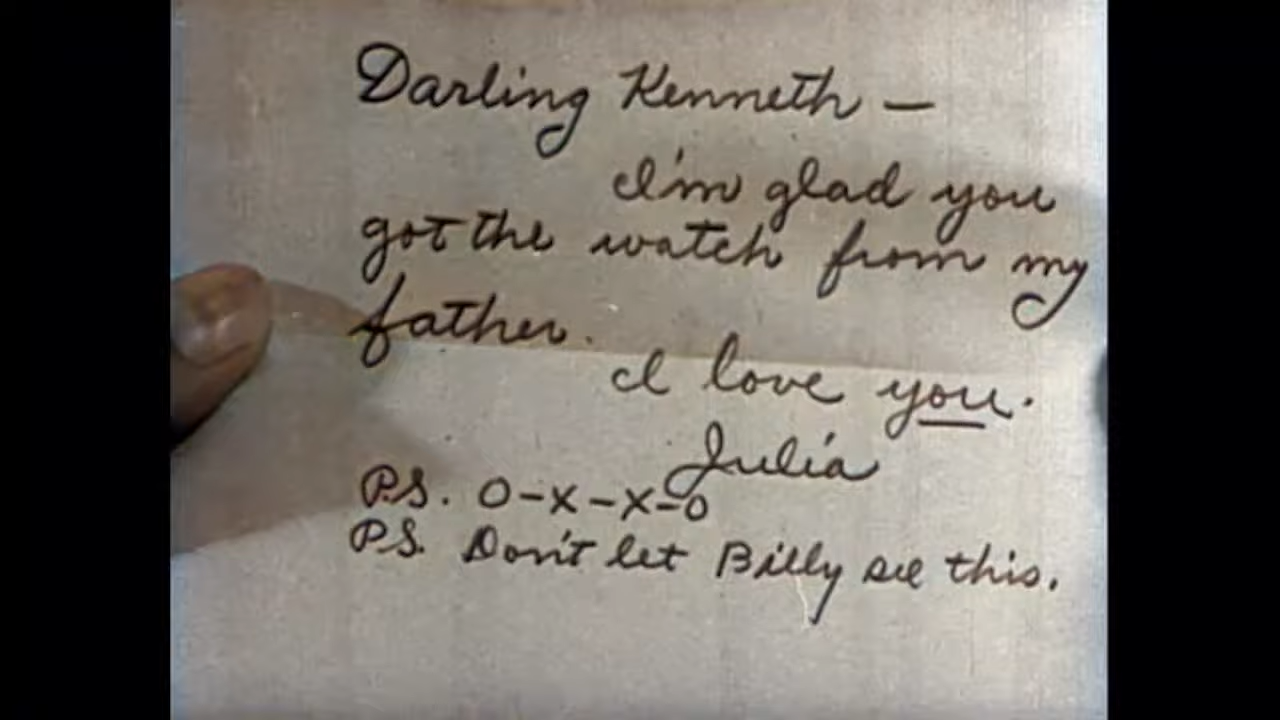 Darling Kenneth —
I'm glad you
got the watch from my
father.
I love you.
Julia
P.S. O-X-X-O
P.S. Don't let Billy see this.